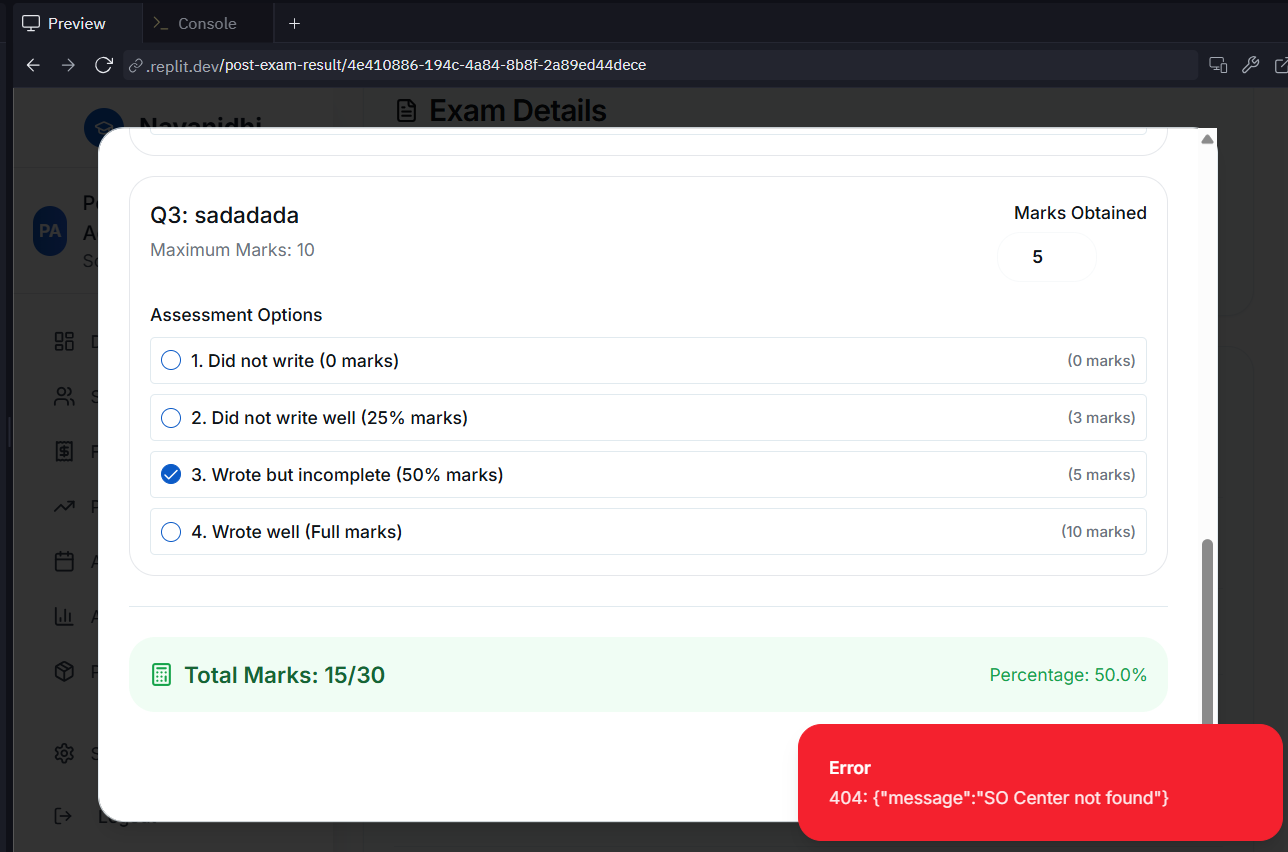 Preview
Console
.replit.dev/post-exam-result/4e410886-194c-4a84-8b8f-2a89ed44dece
Exam Details
Navanidhi
PA
Q3: sadadada
Marks Obtained
Maximum Marks: 10
5
Assessment Options
1. Did not write (0 marks)
(0 marks)
2. Did not write well (25% marks)
(3 marks)
3. Wrote but incomplete (50% marks)
(5 marks)
4. Wrote well (Full marks)
(10 marks)
Total Marks: 15/30
Percentage: 50.0%
Error
404: {"message":"SO Center not found"}
Logout